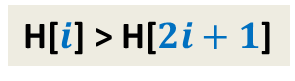 H[i] > H[2i + 1]